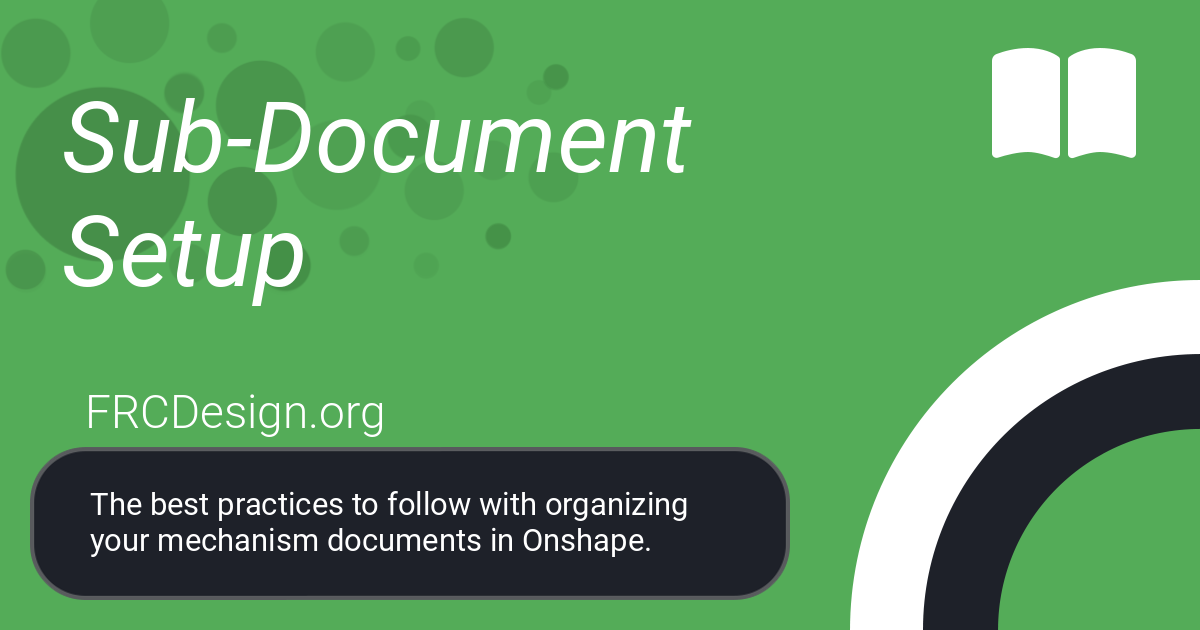 Sub-Document
Setup
FRCDesign.org
The best practices to follow with organizing
your mechanism documents in Onshape.